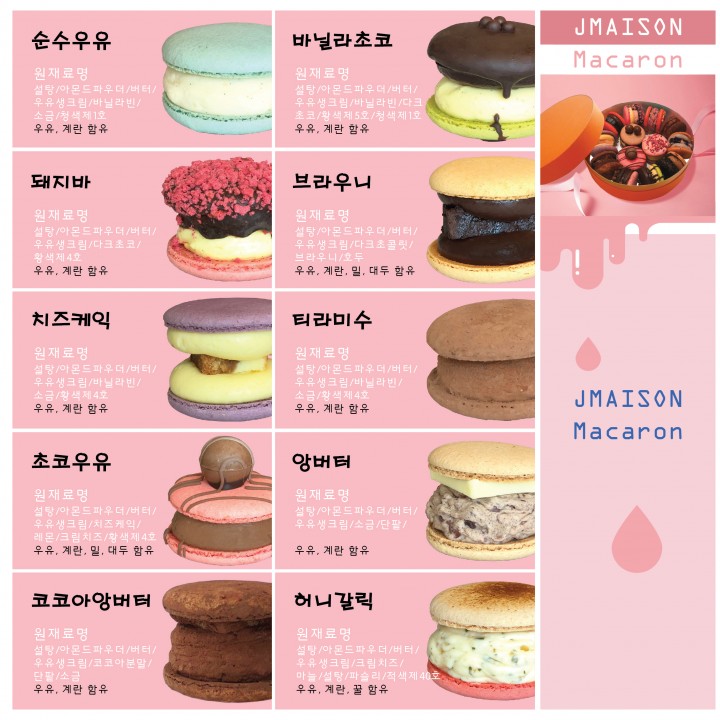 순수우유
원재료명
설탕/아몬드파우더/버터/
우유생크림/바닐라빈/
소금/청색제1호
우유, 계란 함유
바닐라초코
원재료명
설탕/아몬드파우더/버터/
우유생크림/바닐라빈/다크
초코/황색제5호/청색제1호
우유, 계란 함유
돼지바
원재료명
설탕/아몬드파우더/버터/
우유생크림/다크초코/
황색제4호
우유, 계란 함유
브라우니
원재료명
설탕/아몬드파우더/버터/
우유생크림/다크초콜릿/
브라우니/호두
우유, 계란, 밀, 대두 함유
치즈케익
원재료명
설탕/아몬드파우더/버터/
우유생크림/바닐라빈/
소금/황색제4호
우유, 계란 함유
티라미수
원재료명
설탕/아몬드파우더/버터/
우유생크림/바닐라빈/
소금/황색제4호
우유, 계란 함유
초코우유
원재료명
설탕/아몬드파우더/버터/
우유생크림/치즈케익/
레몬/크림치즈/황색제4호
우유, 계란, 밀, 대두 함유
앙버터
원재료명
설탕/아몬드파우더/버터/
우유생크림/소금/단팥/
우유, 계란 함유
코코아앙버터
원재료명
설탕/아몬드파우더/버터/
우유생크림/코코아분말/
단팥/소금
우유, 계란 함유
허니갈릭
원재료명
설탕/아몬드파우더/버터/
우유생크림/크림치즈/
마늘/설탕/파슬리/적색제40호
우유, 계란, 꿀 함유
JMAISON
Macaron
JMAISON
Macaron